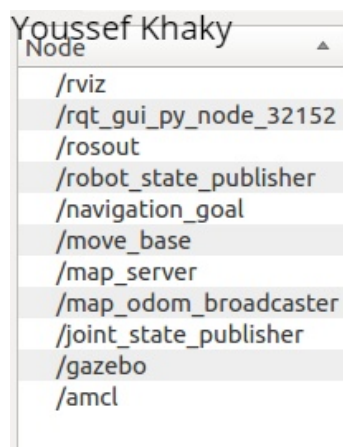 Youssef Khaky
Node
/rviz
/rqt_gui_py_node_32152
/rosout
/robot_state_publisher
/navigation_goal
/move_base
/map_server
/map_odom_broadcaster
/joint_state_publisher
/gazebo
/amcl